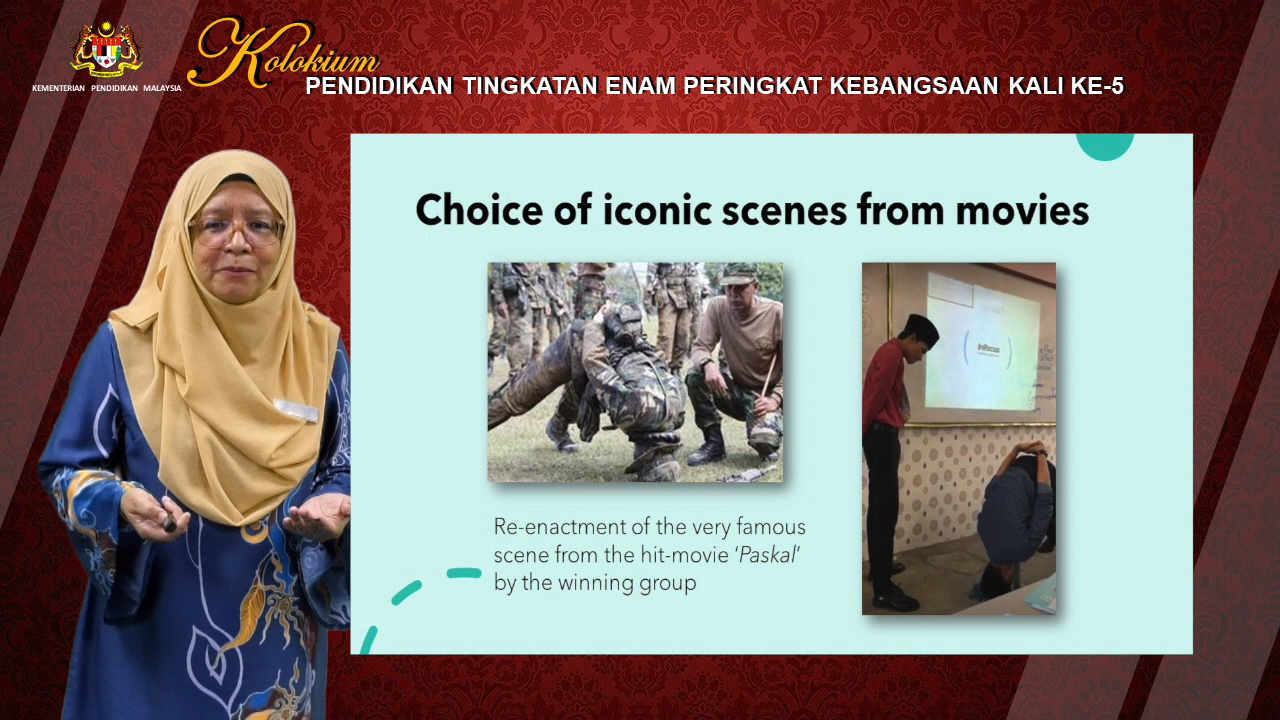 KEMENTERIAN PENDIDIKAN MALAYSIA
Kolokium
PENDIDIKAN TINGKATAN ENAM PERINGKAT KEBANGSAAN KALI KE-5
Choice of iconic scenes from movies
InFocus
Re-enactment of the very famous
scene from the hit-movie ‘Paskal’
by the winning group